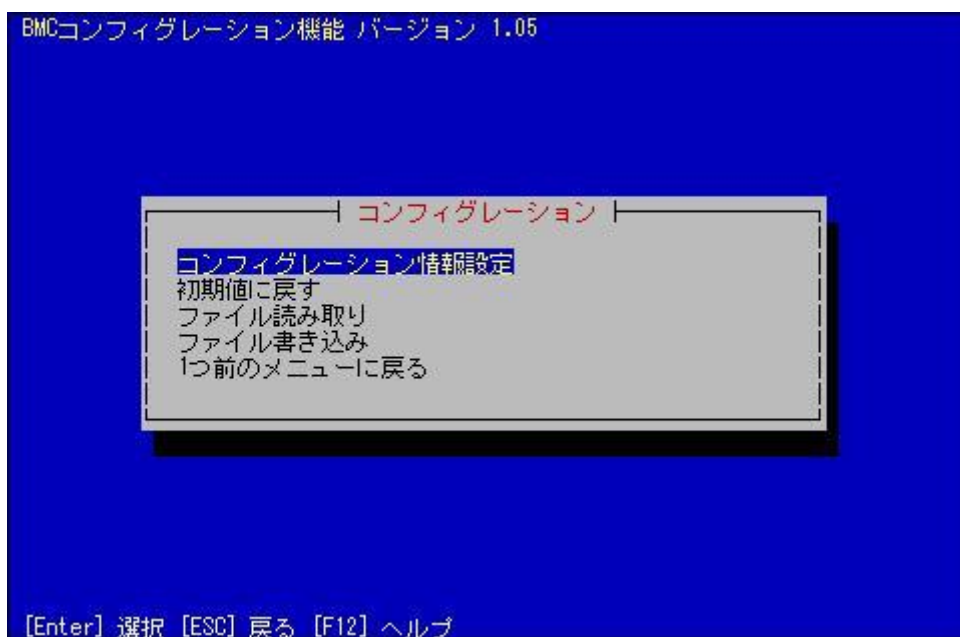 BMCコンフィグレーション機能 バージョン 1.05
コンフィグレーション
コンフィグレーション情報設定
初期値に戻す
ファイル読み取り
ファイル書き込み
1つ前のメニューに戻る
[Enter] 選択 [ESC] 戻る [F12] ヘルプ